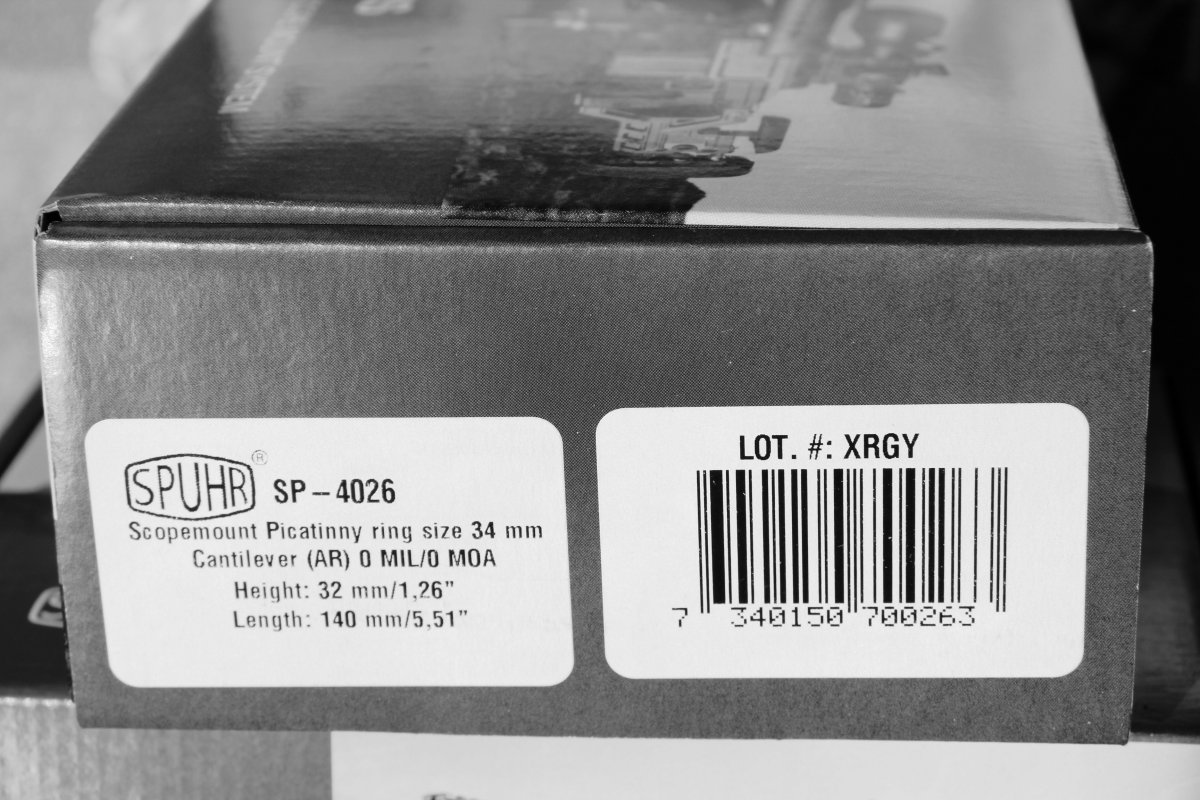 SPUHR® SP-4026
Scopemount Picatinny ring size 34 mm
Cantilever (AR) 0 MIL/0 MOA
Height: 32 mm/1,26”
Length: 140 mm/5,51”
LOT. #: XRGY
7 340150 700263